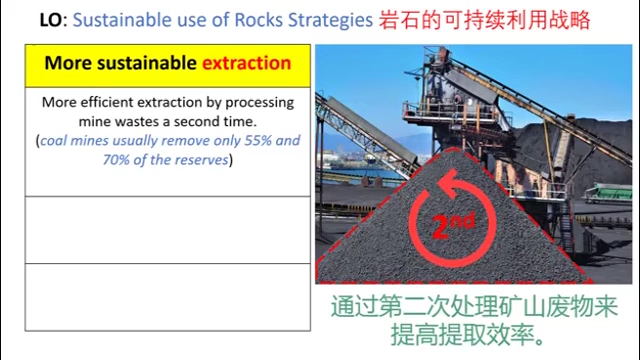 LO: Sustainable use of Rocks Strategies 岩石的可持续利用战略
More sustainable extraction
More efficient extraction by processing
mine wastes a second time.
(coal mines usually remove only 55% and
70% of the reserves)
2nd
通过第二次处理矿山废物来
提高提取效率。